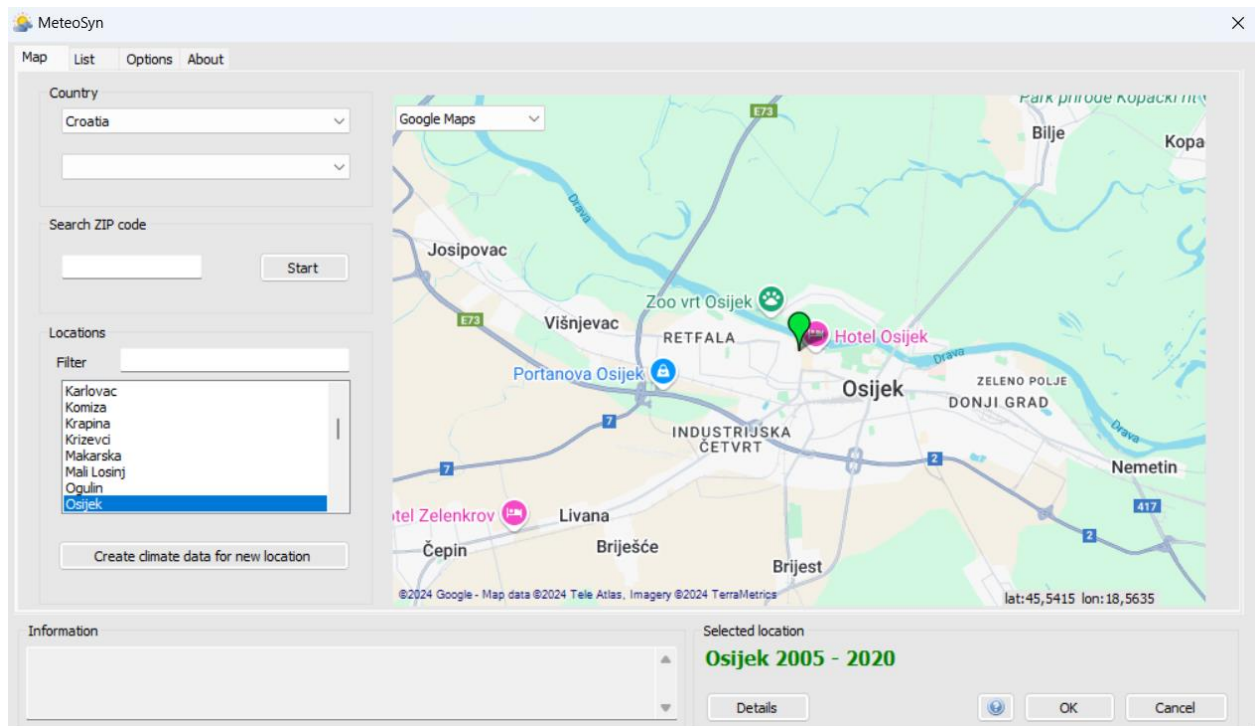 MeteoSyn
Map List Options About
Country
Croatia
Search ZIP code
Start
Locations
Filter
Karlovac
Komiza
Krapina
Krizevci
Makarska
Mali Losinj
Ogulin
Osijek
Create climate data for new location
Google Maps
E73
Park prirode Kopački rit
Bilje
Kopa
Drava
Josipovac
Zoo vrt Osijek
E73
Višnjevac
RETFALA
Hotel Osijek
Drava
Portanova Osijek
Osijek
ZELENO POLJE
DONJI GRAD
7
INDUSTRIJSKA
ČETVRT
Drava
2
7
Nemetin
417
tel Zelenkrov
Livana
2
Čepin
Briješće
Brijest
©2024 Google - Map data ©2024 Tele Atlas, Imagery ©2024 TerraMetrics
lat:45,5415 lon:18,5635
Information
Selected location
Osijek 2005 - 2020
Details
OK
Cancel